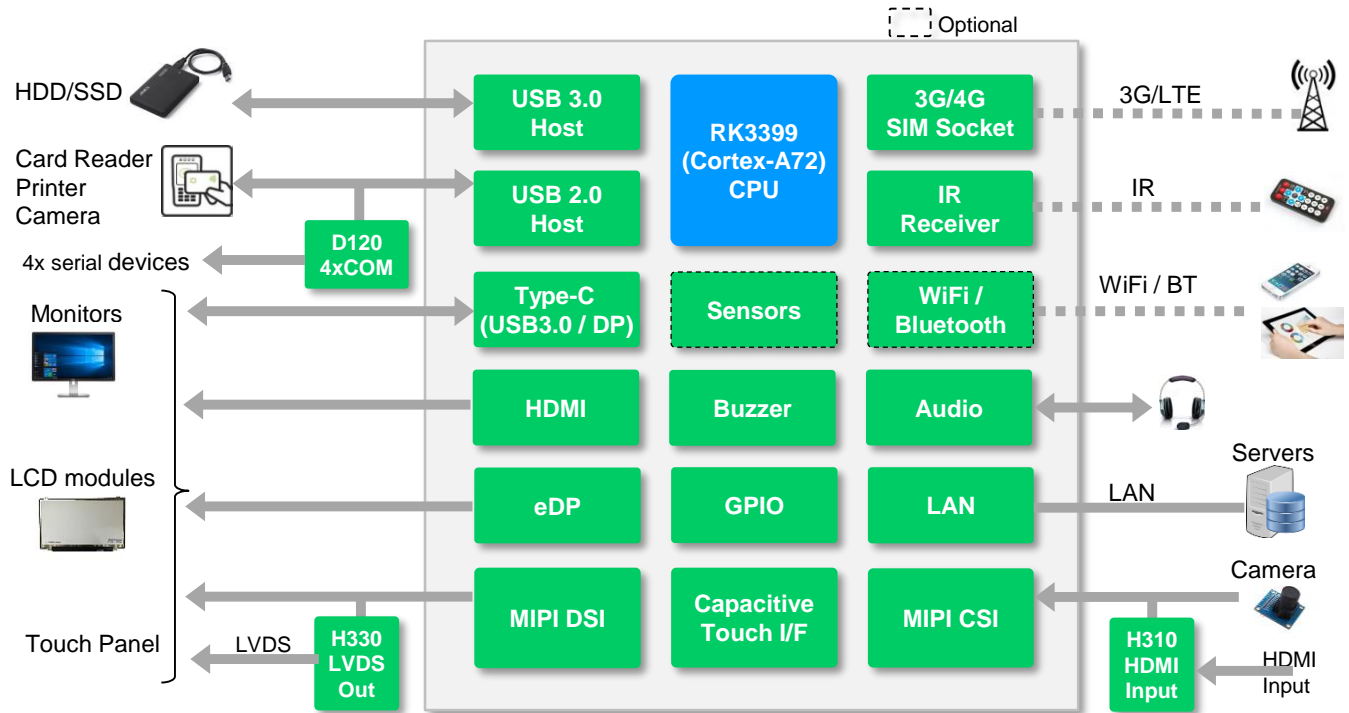 Optional
HDD/SSD
USB 3.0
Host
RK3399
(Cortex-A72)
CPU
3G/4G
SIM Socket
3G/LTE
Card Reader
Printer
Camera
USB 2.0
Host
IR
Receiver
IR
D120
4xCOM
4x serial devices
Type-C
(USB3.0 / DP)
Sensors
WiFi /
Bluetooth
WiFi / BT
Monitors
HDMI
Buzzer
Audio
LCD modules
eDP
GPIO
LAN
LAN
Servers
MIPI DSI
Capacitive
Touch I/F
MIPI CSI
Camera
Touch Panel
LVDS
H330
LVDS
Out
H310
HDMI
Input
HDMI
Input